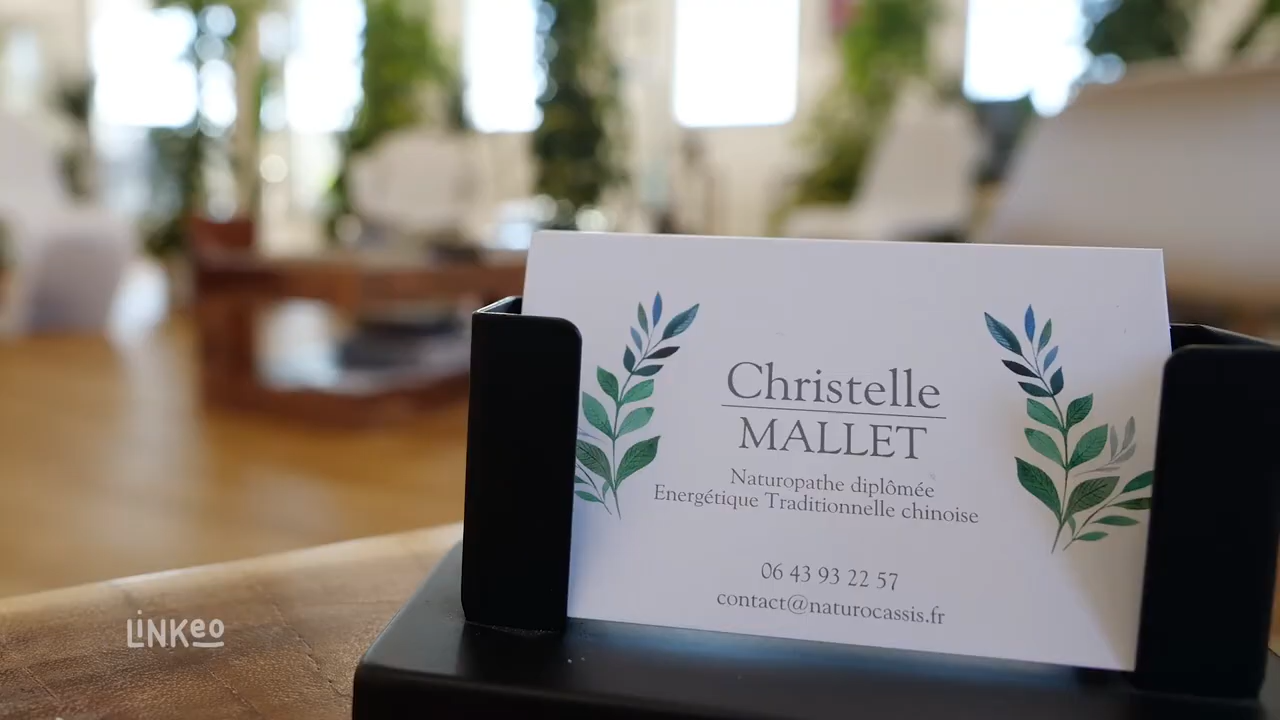 Christelle
MALLET
Naturopathe diplômée
Energétique Traditionnelle chinoise
06 43 93 22 57
contact@naturocassis.fr
LINKeo